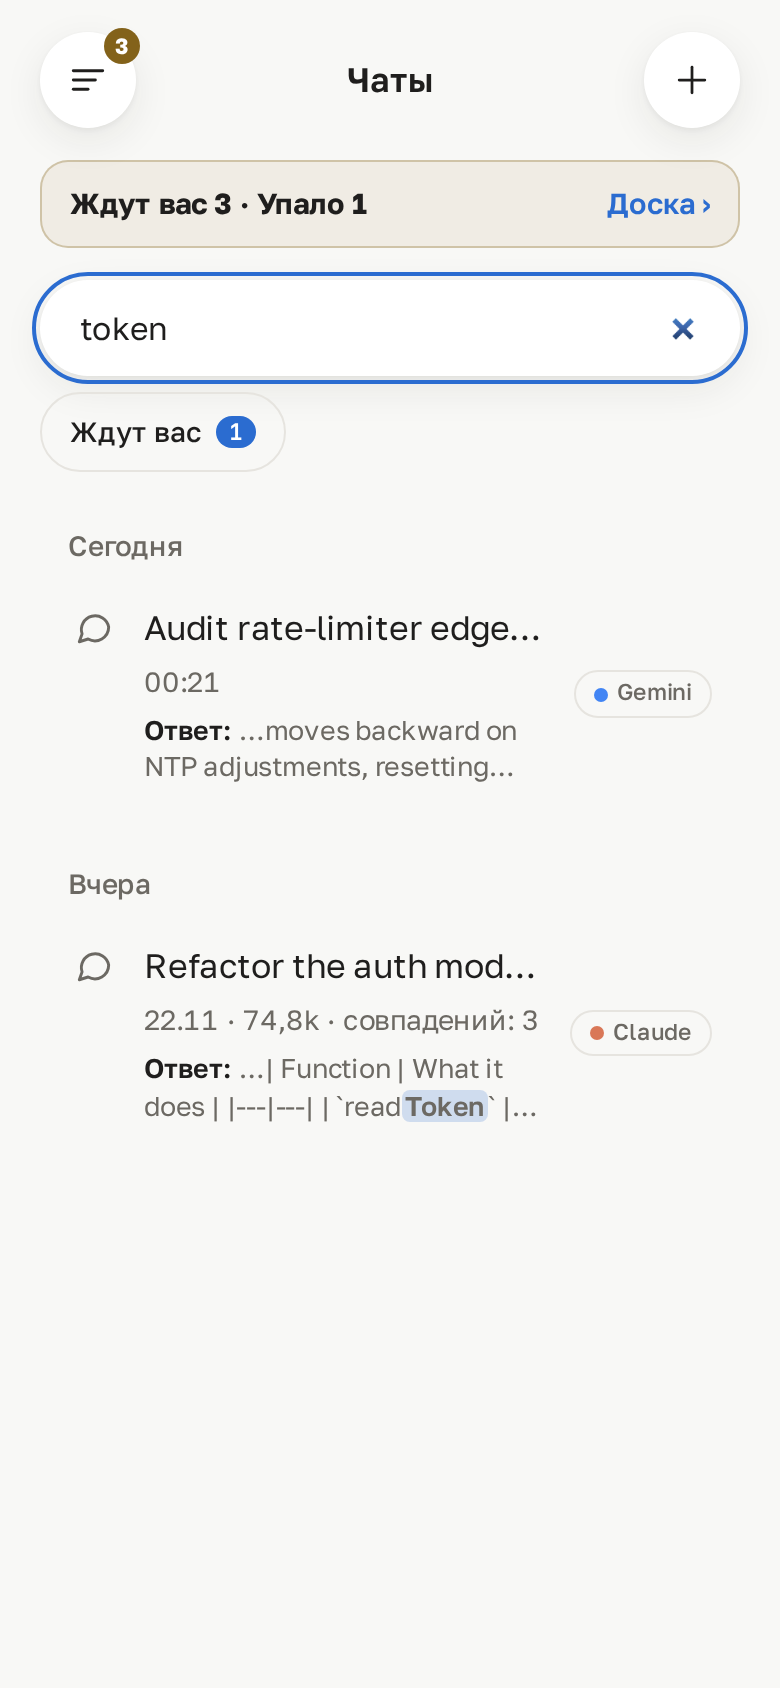 3
Чаты
Ждут вас 3 · Упало 1
Доска ›
token
Ждут вас 1
Сегодня
Audit rate-limiter edge…
00:21
Gemini
Ответ: …moves backward on
NTP adjustments, resetting…
Вчера
Refactor the auth mod…
22.11 · 74,8k · совпадений: 3
Claude
Ответ: …| Function | What it
does | |---|---| | `readToken` |…